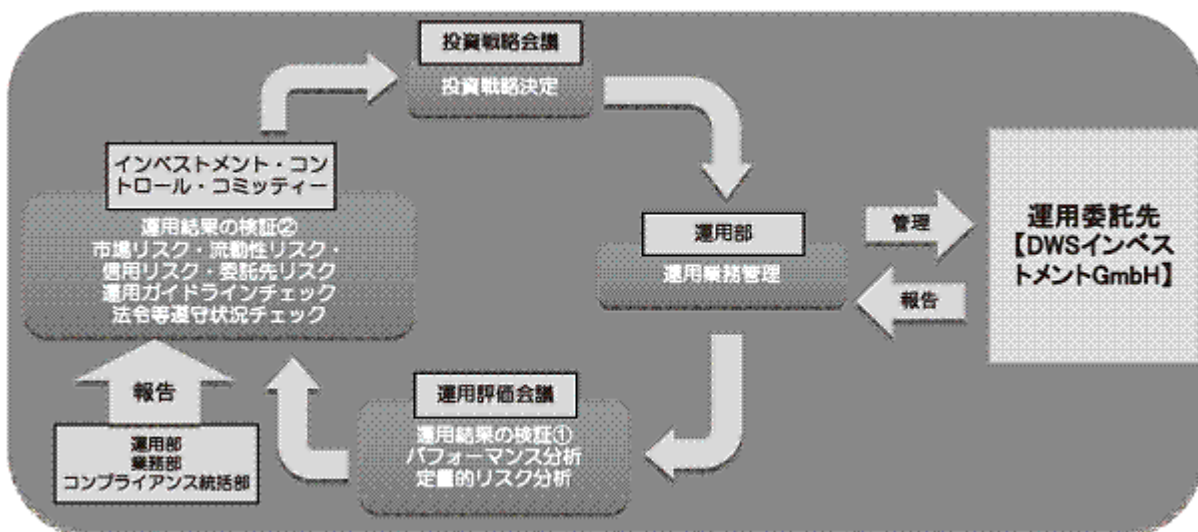 投資戦略会議
投資戦略決定
インベストメント・コン
トロール・コミッティー
運用結果の検証②
市場リスク・流動性リスク・
信用リスク・委託先リスク
運用ガイドラインチェック
法令等遵守状況チェック
運用部
運用業務管理
管理
報告
運用委託先
【DWSインベス
トメントGmbH】
報告
運用部
業務部
コンプライアンス統括部
運用評価会議
運用結果の検証①
パフォーマンス分析
定量的リスク分析